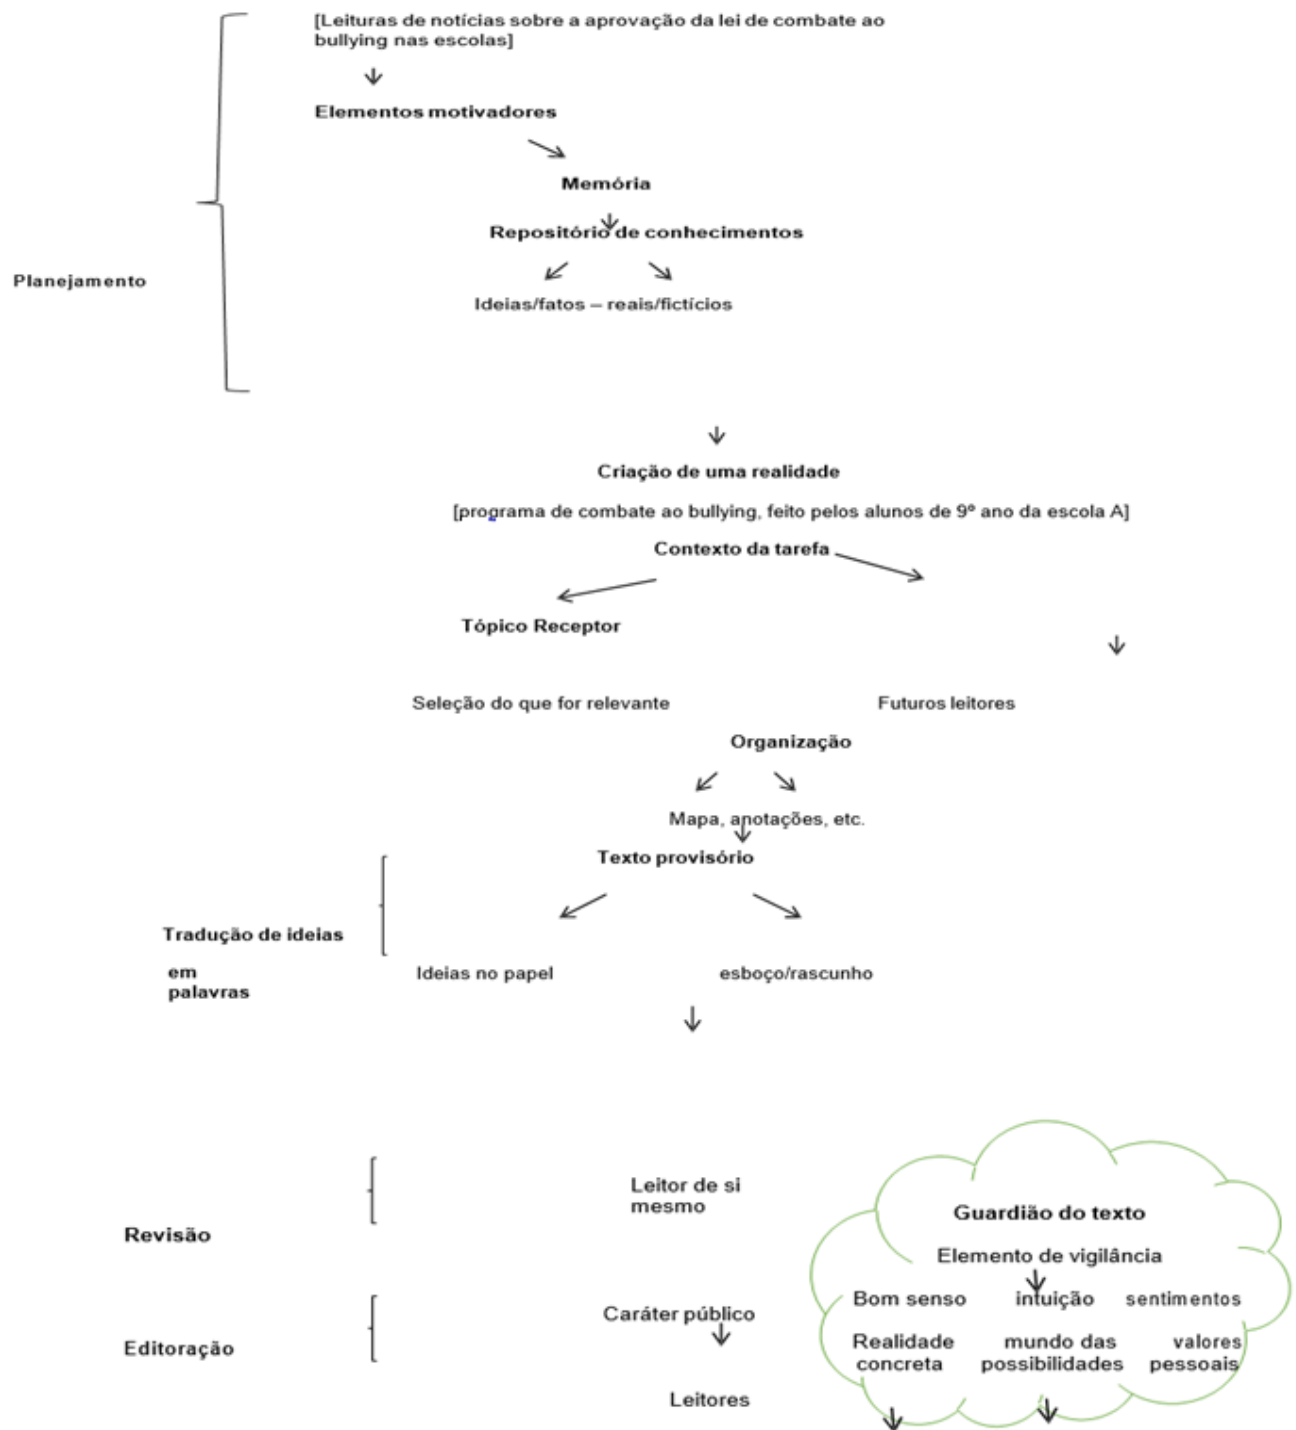 [Leituras de notícias sobre a aprovação da lei de combate ao
bullying nas escolas]
Elementos motivadores
Memória
Repositório de conhecimentos
Planejamento
Ideias/fatos – reais/fictícios
Criação de uma realidade
[programa de combate ao bullying, feito pelos alunos de 9º ano da escola A]
Contexto da tarefa
Tópico Receptor
Seleção do que for relevante
Futuros leitores
Organização
Mapa, anotações, etc.
Texto provisório
Tradução de ideias
em
palavras
Ideias no papel
esboço/rascunho
Leitor de si
mesmo
Revisão
Caráter público
Editoração
Leitores
Guardião do texto
Elemento de vigilância
Bom senso intuição sentimentos
Realidade mundo das valores
concreta possibilidades pessoais